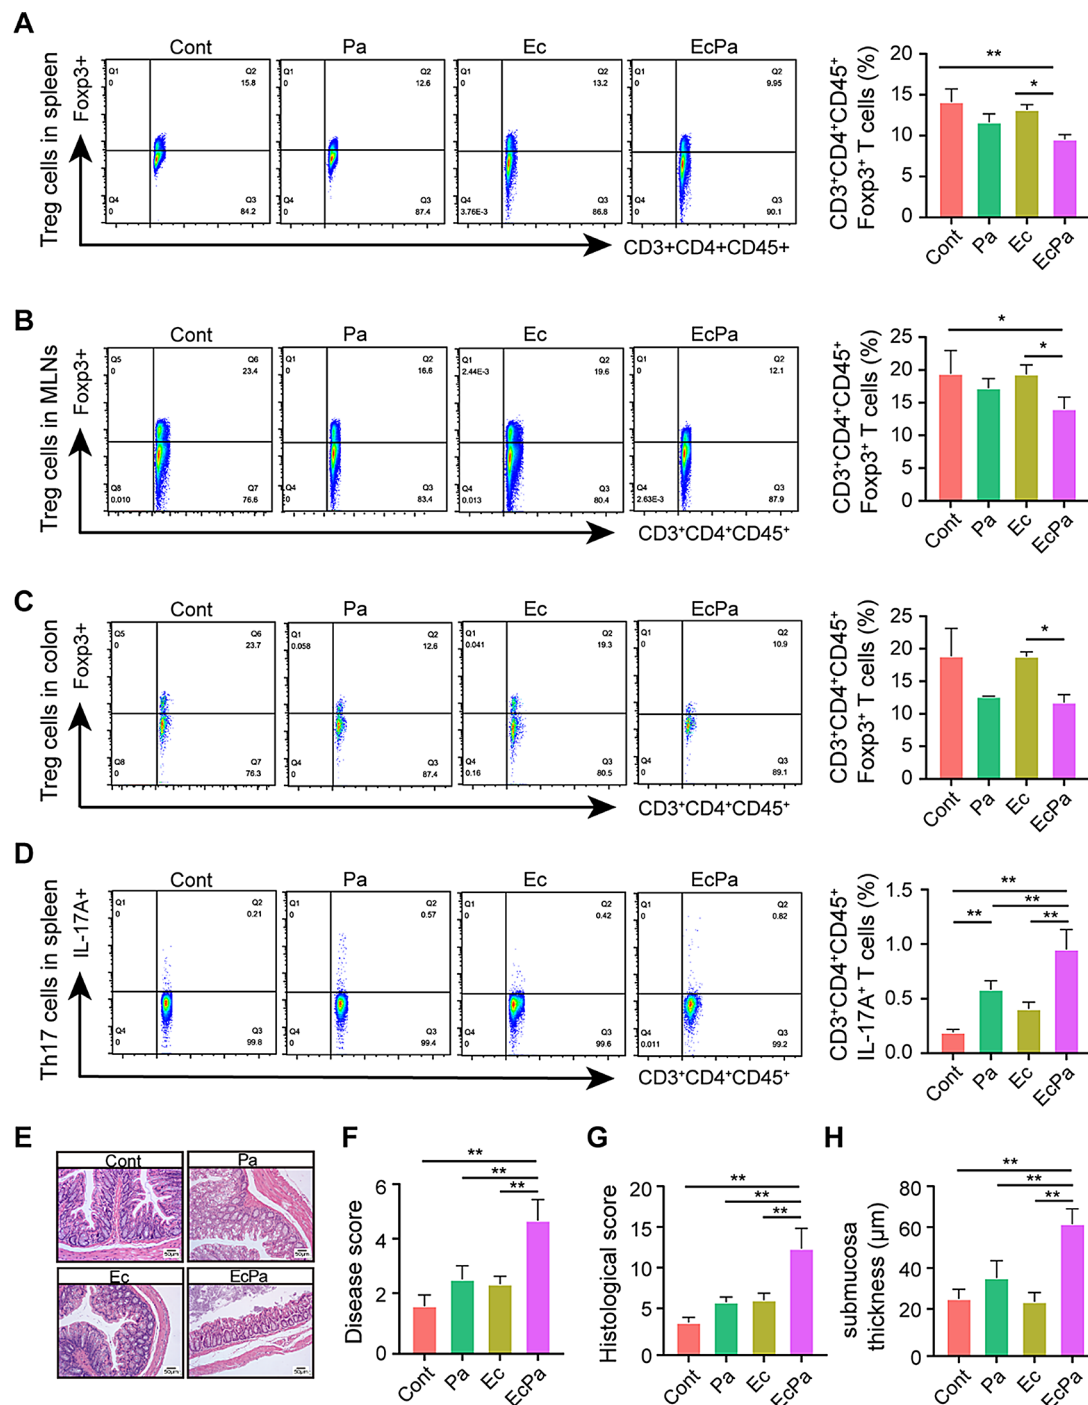 A
Cont Pa Ec EcPa
Treg cells in spleen
Foxp3+
Q1
0
Q2
15.8
Q4
0
Q3
84.2
Q1
0
Q2
12.6
Q4
0
Q3
87.4
Q1
0
Q2
13.2
Q4
3.76E-3
Q3
86.8
Q1
0
Q2
9.95
Q4
0
Q3
90.1
CD3+CD4+CD45+
CD3⁺CD4⁺CD45⁺
Foxp3⁺ T cells (%)
20
15
10
5
0
**
*
Cont Pa Ec EcPa
B
Cont Pa Ec EcPa
Treg cells in MLNs
Foxp3+
Q5
0
Q6
23.4
Q8
0.010
Q7
76.6
Q1
0
Q2
16.6
Q4
0
Q3
83.4
Q1
2.44E-3
Q2
19.6
Q4
0.013
Q3
80.4
Q1
0
Q2
12.1
Q4
2.63E-3
Q3
87.9
CD3⁺CD4⁺CD45⁺
CD3⁺CD4⁺CD45⁺
Foxp3⁺ T cells (%)
25
20
15
10
5
0
*
*
Cont Pa Ec EcPa
C
Cont Pa Ec EcPa
Treg cells in colon
Foxp3+
Q5
0
Q6
23.7
Q8
0
Q7
76.3
Q1
0.058
Q2
12.6
Q4
0
Q3
87.4
Q1
0.041
Q2
19.3
Q4
0.16
Q3
80.5
Q1
0
Q2
10.9
Q4
0
Q3
89.1
CD3⁺CD4⁺CD45⁺
CD3⁺CD4⁺CD45⁺
Foxp3⁺ T cells (%)
25
20
15
10
5
0
*
Cont Pa Ec EcPa
D
Cont Pa Ec EcPa
Th17 cells in spleen
IL-17A+
Q1
0
Q2
0.21
Q4
0
Q3
99.8
Q1
0
Q2
0.57
Q4
0
Q3
99.4
Q1
0
Q2
0.42
Q4
0
Q3
99.6
Q1
0
Q2
0.82
Q4
0.011
Q3
99.2
CD3⁺CD4⁺CD45⁺
CD3⁺CD4⁺CD45⁺
IL-17A⁺ T cells (%)
1.5
1.0
0.5
0.0
**
**
** **
Cont Pa Ec EcPa
E
Cont Pa
50μm 50μm
Ec EcPa
50μm 50μm
F
Disease score
6
4
2
0
**
**
**
Cont Pa Ec EcPa
G
Histological score
20
15
10
5
0
**
**
**
Cont Pa Ec EcPa
H
submucosa
thickness (μm)
80
60
40
20
0
**
**
**
Cont Pa Ec EcPa